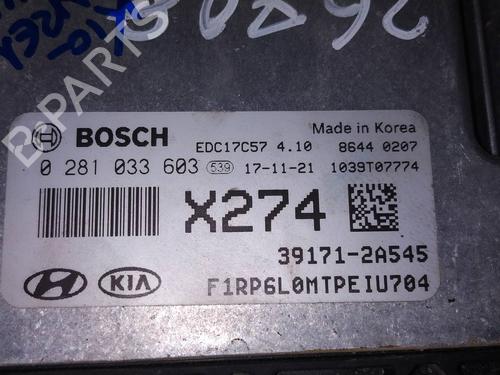 BOSCH EDC17C57 4.10 Made in Korea 8644 0207
0 281 033 603 539 17-11-21 1039T07774
X274
39171-2A545
HYUNDAI KIA F1RP6L0MTPEIU704
B-PARTS